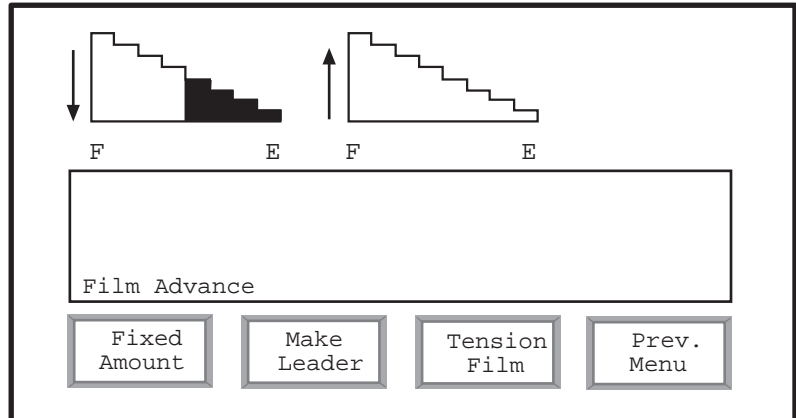 F E F E
Film Advance
Fixed Amount
Make Leader
Tension Film
Prev. Menu